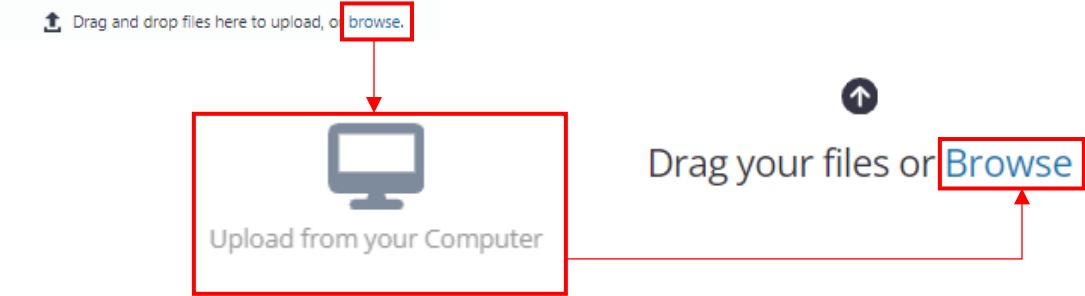 Drag and drop files here to upload, or browse.
Drag your files or Browse
Upload from your Computer